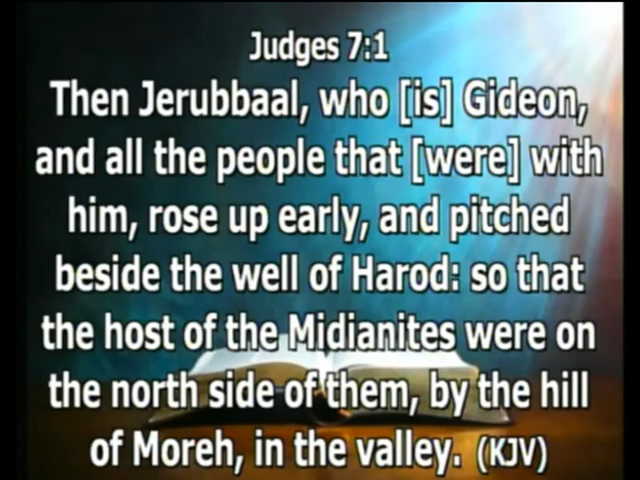 Judges 7:1
Then Jerubbaal, who [is] Gideon,
and all the people that [were] with
him, rose up early, and pitched
beside the well of Harod: so that
the host of the Midianites were on
the north side of them, by the hill
of Moreh, in the valley. (KJV)